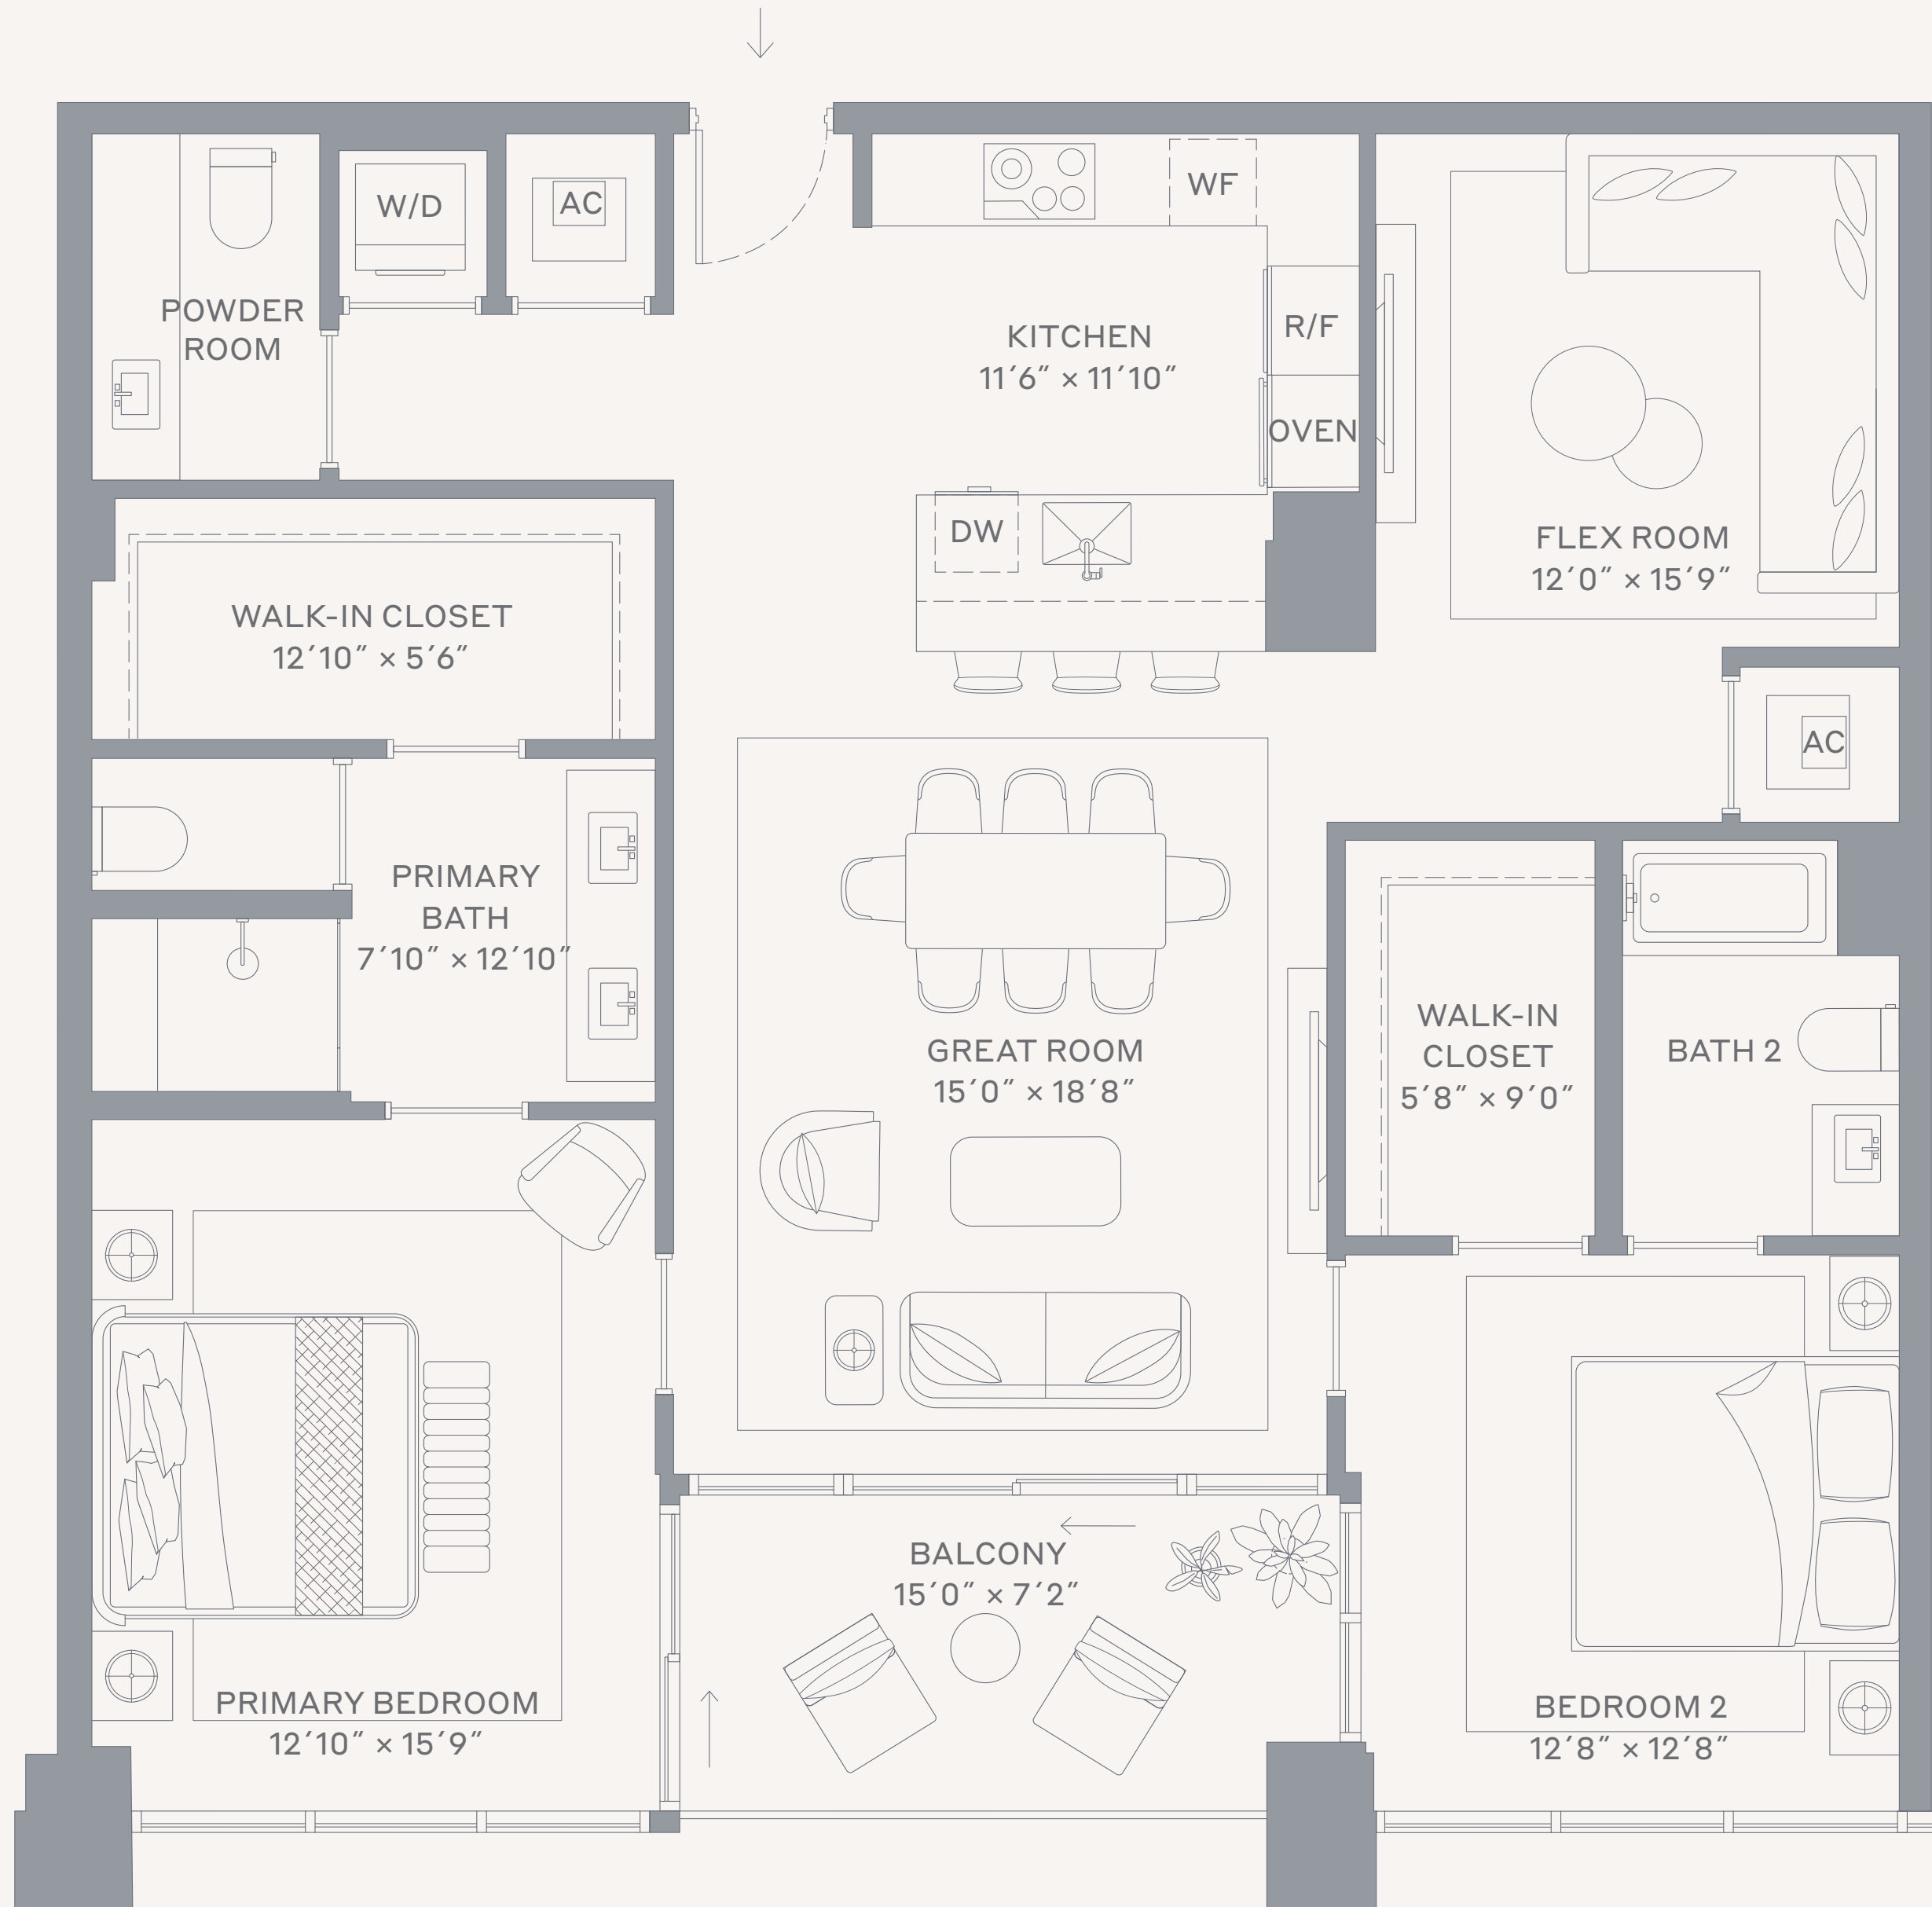 W/D
AC
WF
POWDER
ROOM
KITCHEN
11′6″ × 11′10″
R/F
OVEN
DW
FLEX ROOM
12′0″ × 15′9″
WALK-IN CLOSET
12′10″ × 5′6″
AC
PRIMARY
BATH
7′10″ × 12′10″
GREAT ROOM
15′0″ × 18′8″
WALK-IN
CLOSET
5′8″ × 9′0″
BATH 2
BALCONY
15′0″ × 7′2″
PRIMARY BEDROOM
12′10″ × 15′9″
BEDROOM 2
12′8″ × 12′8″